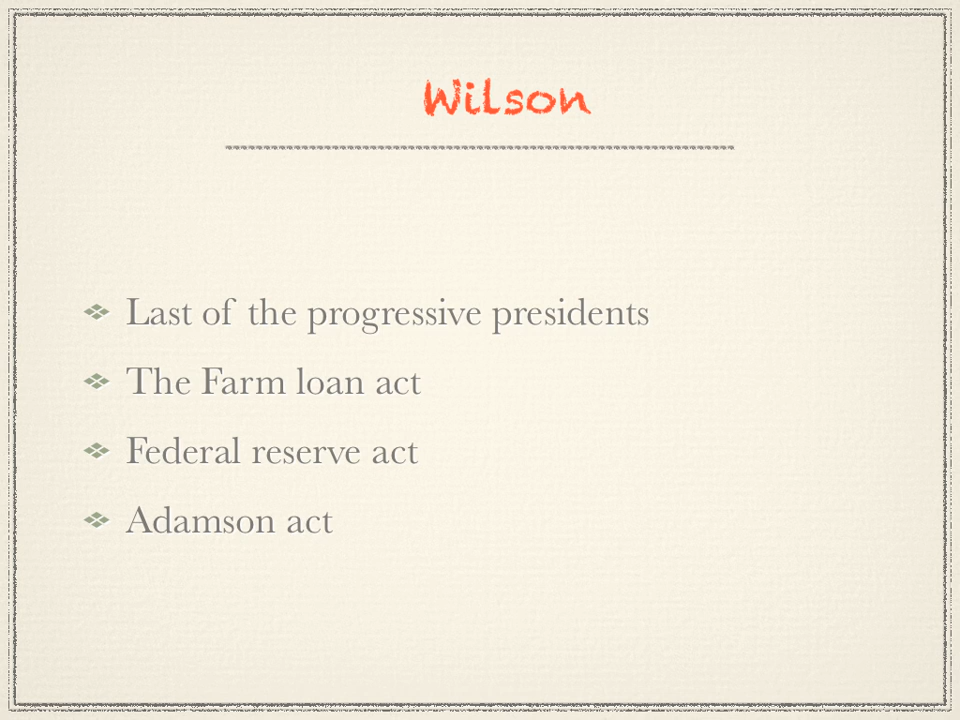 Wilson
Last of the progressive presidents
The Farm loan act
Federal reserve act
Adamson act